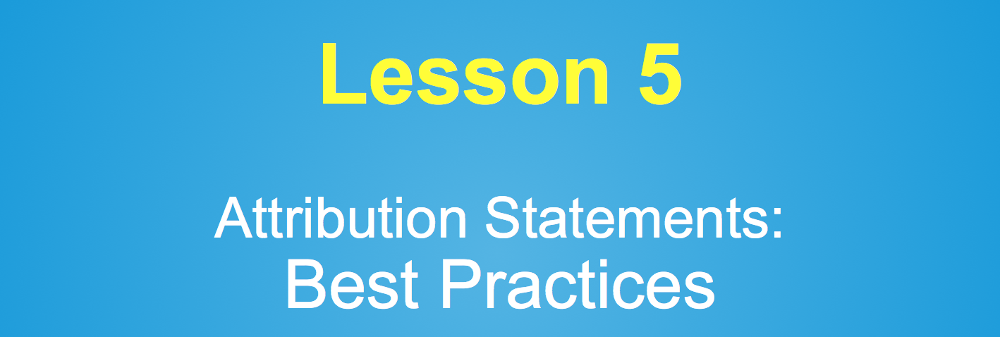 Lesson 5
Attribution Statements:
Best Practices